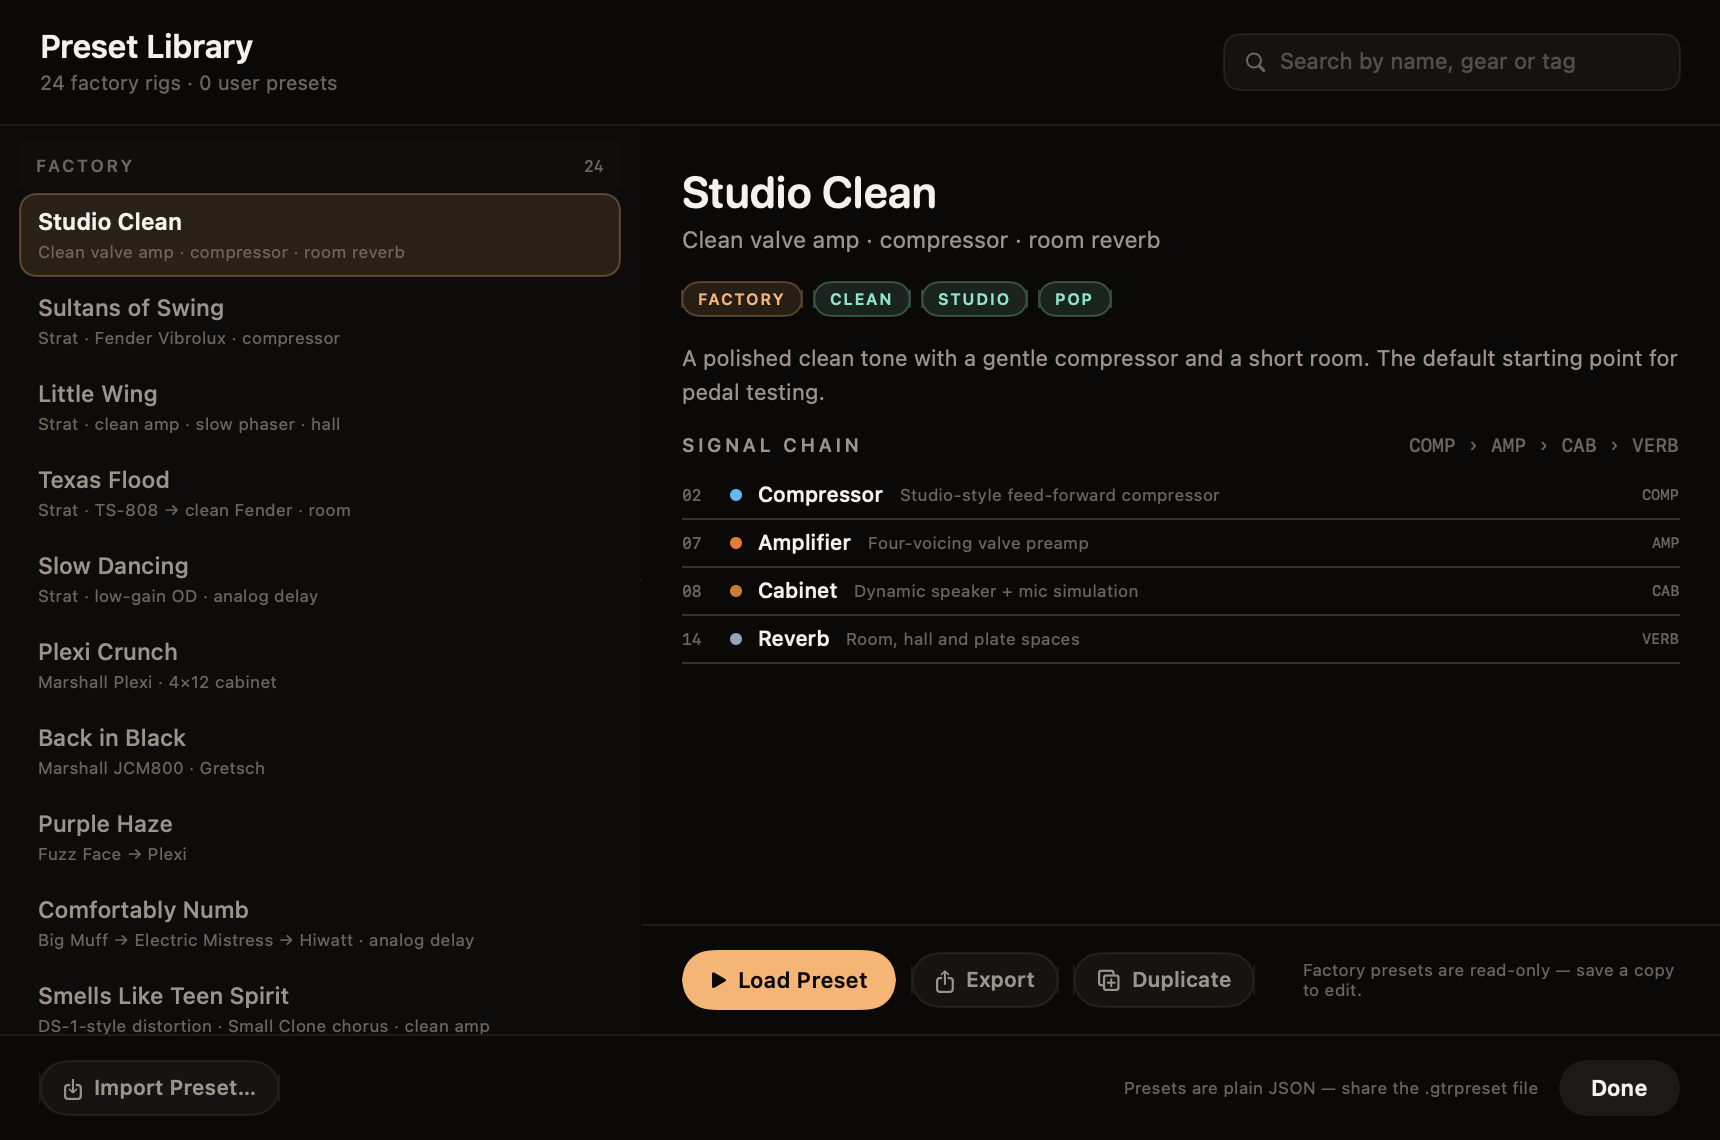 Preset Library
24 factory rigs · 0 user presets
Search by name, gear or tag
FACTORY 24
Studio Clean
Clean valve amp · compressor · room reverb
Sultans of Swing
Strat · Fender Vibrolux · compressor
Little Wing
Strat · clean amp · slow phaser · hall
Texas Flood
Strat · TS-808 → clean Fender · room
Slow Dancing
Strat · low-gain OD · analog delay
Plexi Crunch
Marshall Plexi · 4×12 cabinet
Back in Black
Marshall JCM800 · Gretsch
Purple Haze
Fuzz Face → Plexi
Comfortably Numb
Big Muff → Electric Mistress → Hiwatt · analog delay
Smells Like Teen Spirit
DS-1-style distortion · Small Clone chorus · clean amp
Studio Clean
Clean valve amp · compressor · room reverb
FACTORY CLEAN STUDIO POP
A polished clean tone with a gentle compressor and a short room. The default starting point for
pedal testing.
SIGNAL CHAIN COMP › AMP › CAB › VERB
02 Compressor Studio-style feed-forward compressor COMP
07 Amplifier Four-voicing valve preamp AMP
08 Cabinet Dynamic speaker + mic simulation CAB
14 Reverb Room, hall and plate spaces VERB
Load Preset Export Duplicate
Factory presets are read-only — save a copy
to edit.
Import Preset...
Presets are plain JSON — share the .gtrpreset file
Done